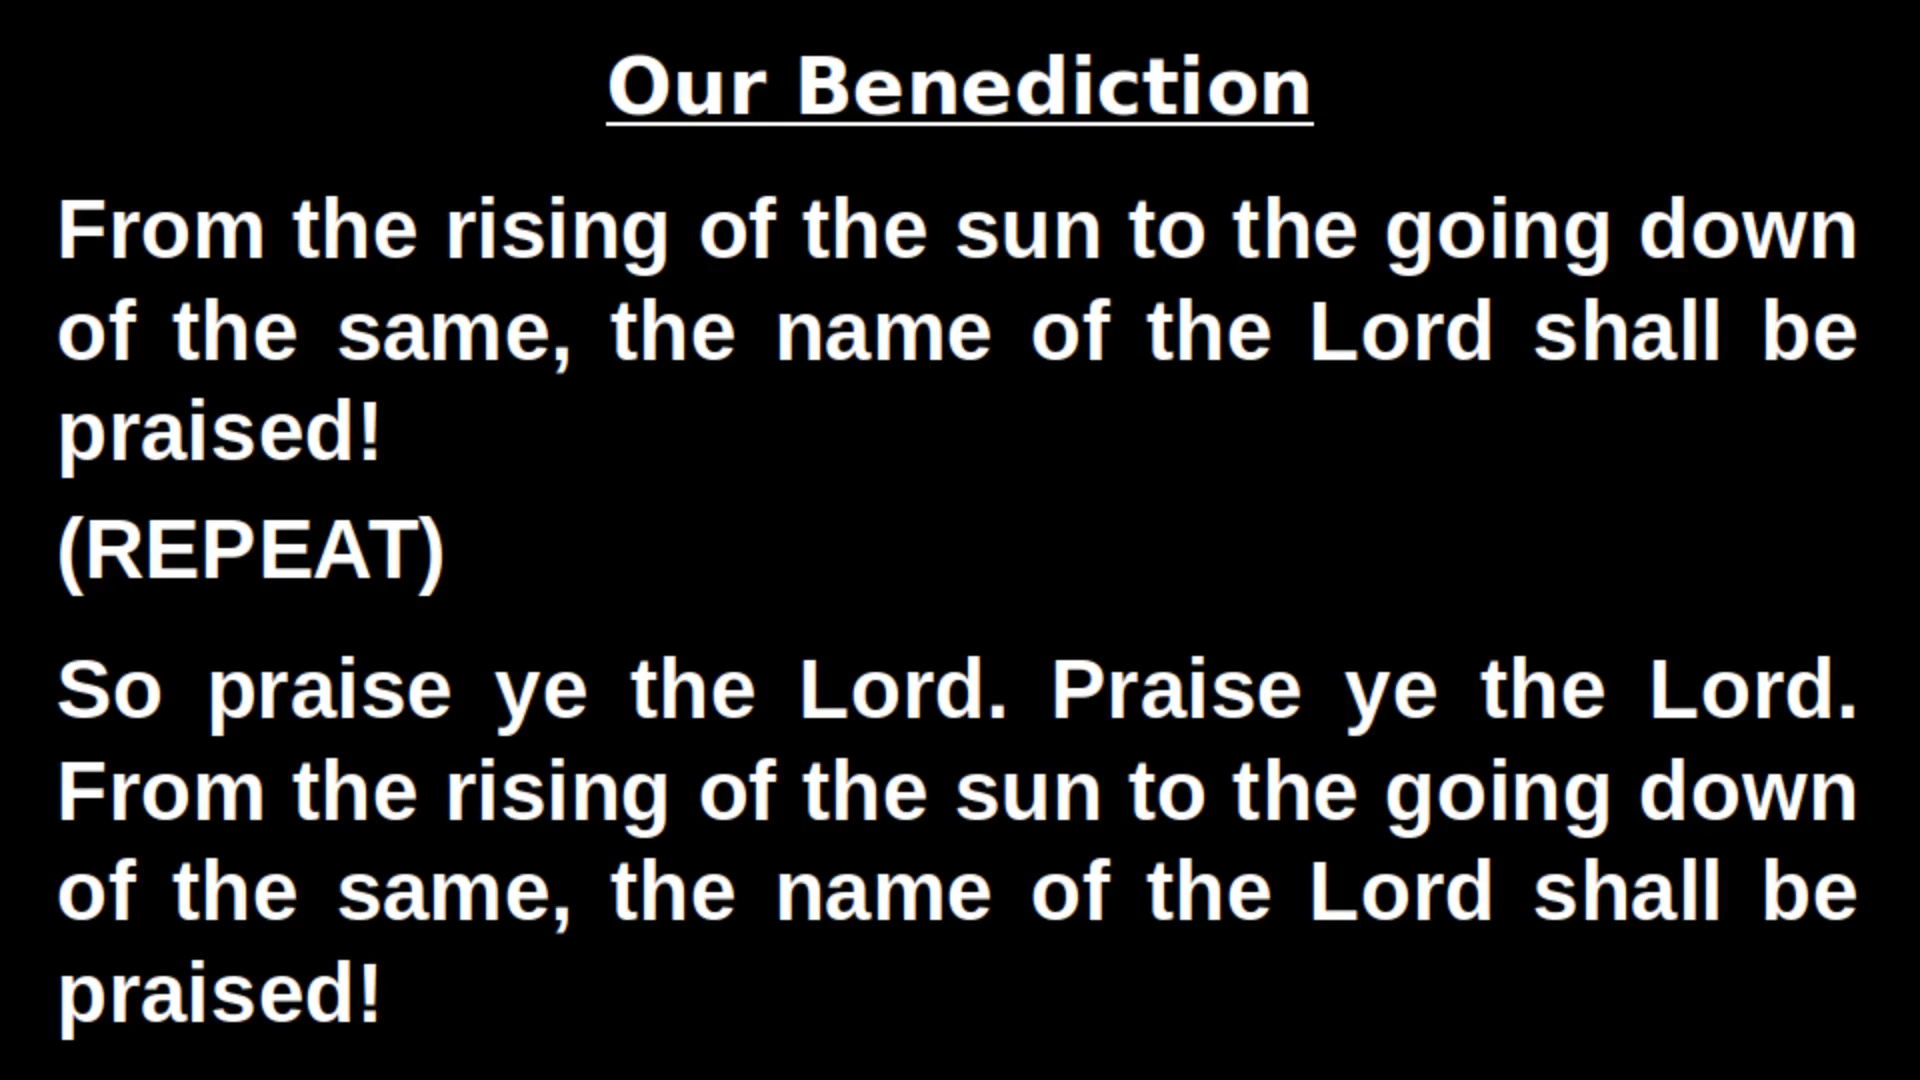 Our Benediction
From the rising of the sun to the going down
of the same, the name of the Lord shall be
praised!
(REPEAT)
So praise ye the Lord. Praise ye the Lord.
From the rising of the sun to the going down
of the same, the name of the Lord shall be
praised!